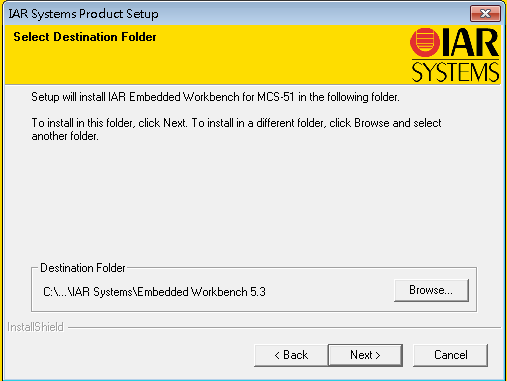 IAR Systems Product Setup
Select Destination Folder
IAR
SYSTEMS
Setup will install IAR Embedded Workbench for MCS-51 in the following folder.
To install in this folder, click Next. To install in a different folder, click Browse and select
another folder.
Destination Folder
C:\...\IAR Systems\Embedded Workbench 5.3
Browse...
InstallShield
< Back
Next >
Cancel